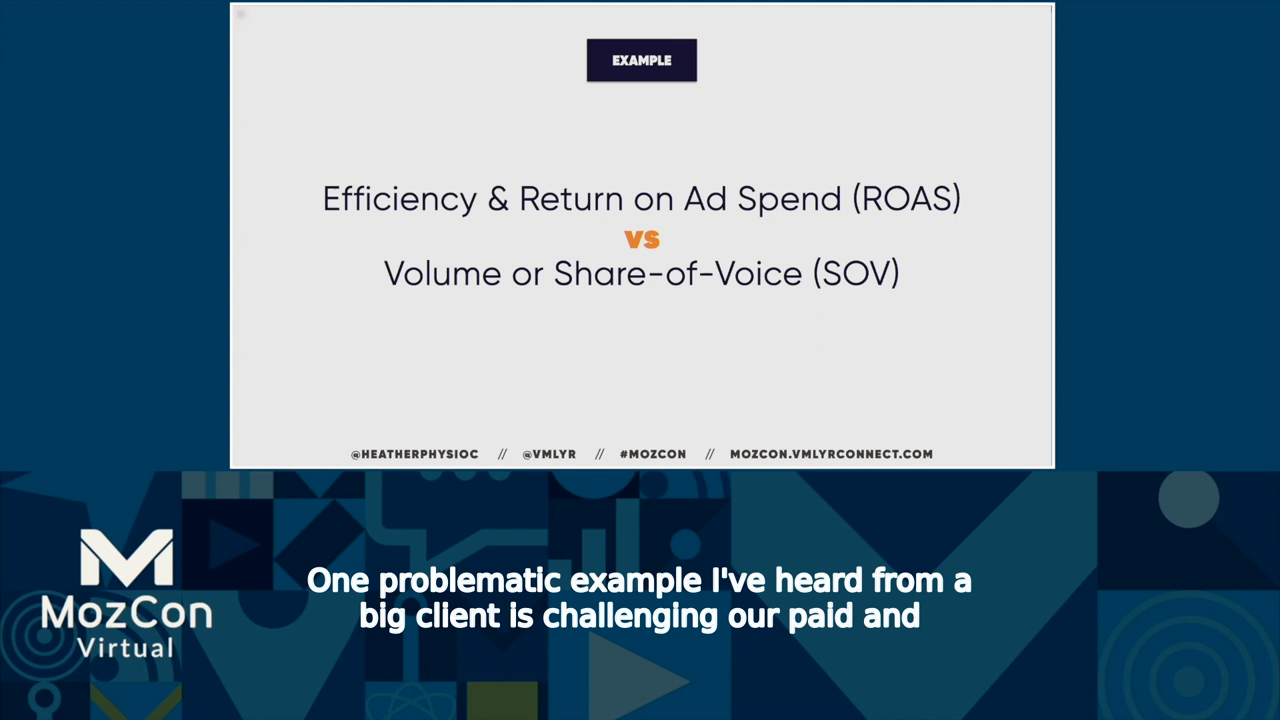 EXAMPLE
Efficiency & Return on Ad Spend (ROAS)
vs
Volume or Share-of-Voice (SOV)
@HEATHERPHYSIOC // @VMLYR // #MOZCON // MOZCON.VMLYRCONNECT.COM
MozCon
Virtual
One problematic example I've heard from a
big client is challenging our paid and